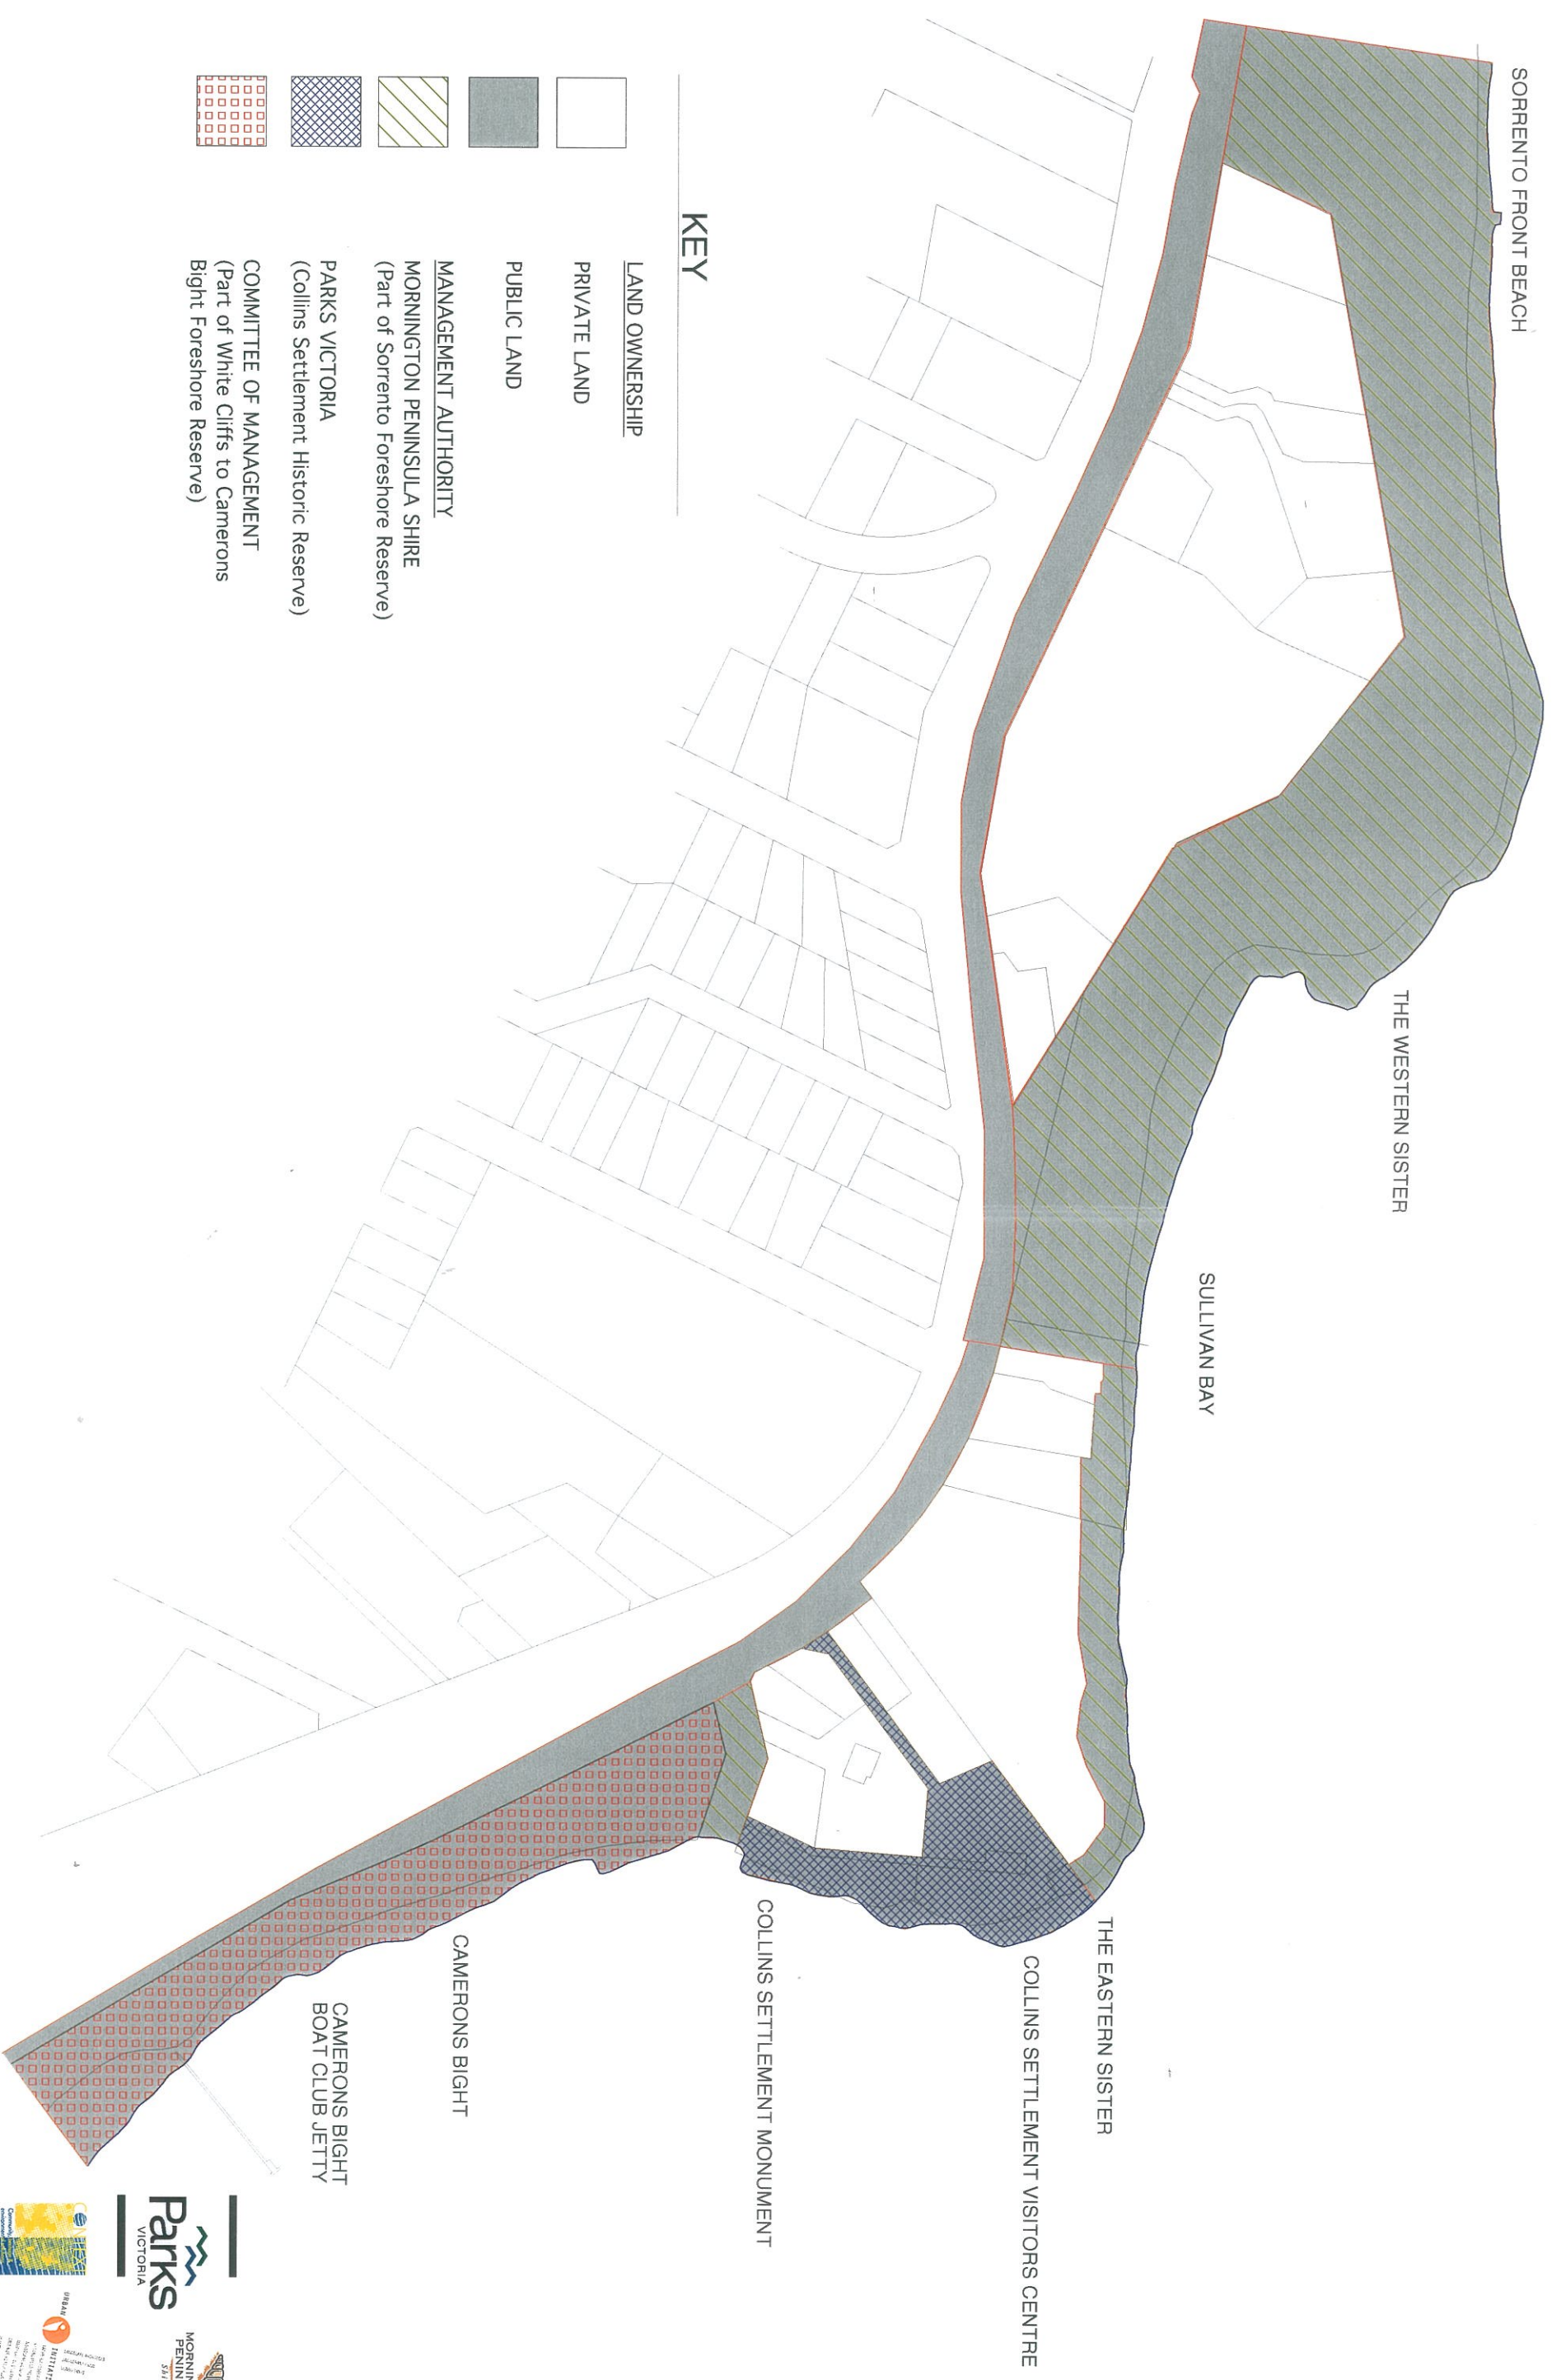 SORRENTO FRONT BEACH
THE WESTERN SISTER
SULLIVAN BAY
THE EASTERN SISTER
COLLINS SETTLEMENT VISITORS CENTRE
COLLINS SETTLEMENT MONUMENT
CAMERONS BIGHT
CAMERONS BIGHT
BOAT CLUB JETTY
KEY
LAND OWNERSHIP
PRIVATE LAND
PUBLIC LAND
MANAGEMENT AUTHORITY
MORNINGTON PENINSULA SHIRE
(Part of Sorrento Foreshore Reserve)
PARKS VICTORIA
(Collins Settlement Historic Reserve)
COMMITTEE OF MANAGEMENT
(Part of White Cliffs to Camerons
Bight Foreshore Reserve)
Parks
VICTORIA
MORNIN
PENIN
URBAN
INITIAT